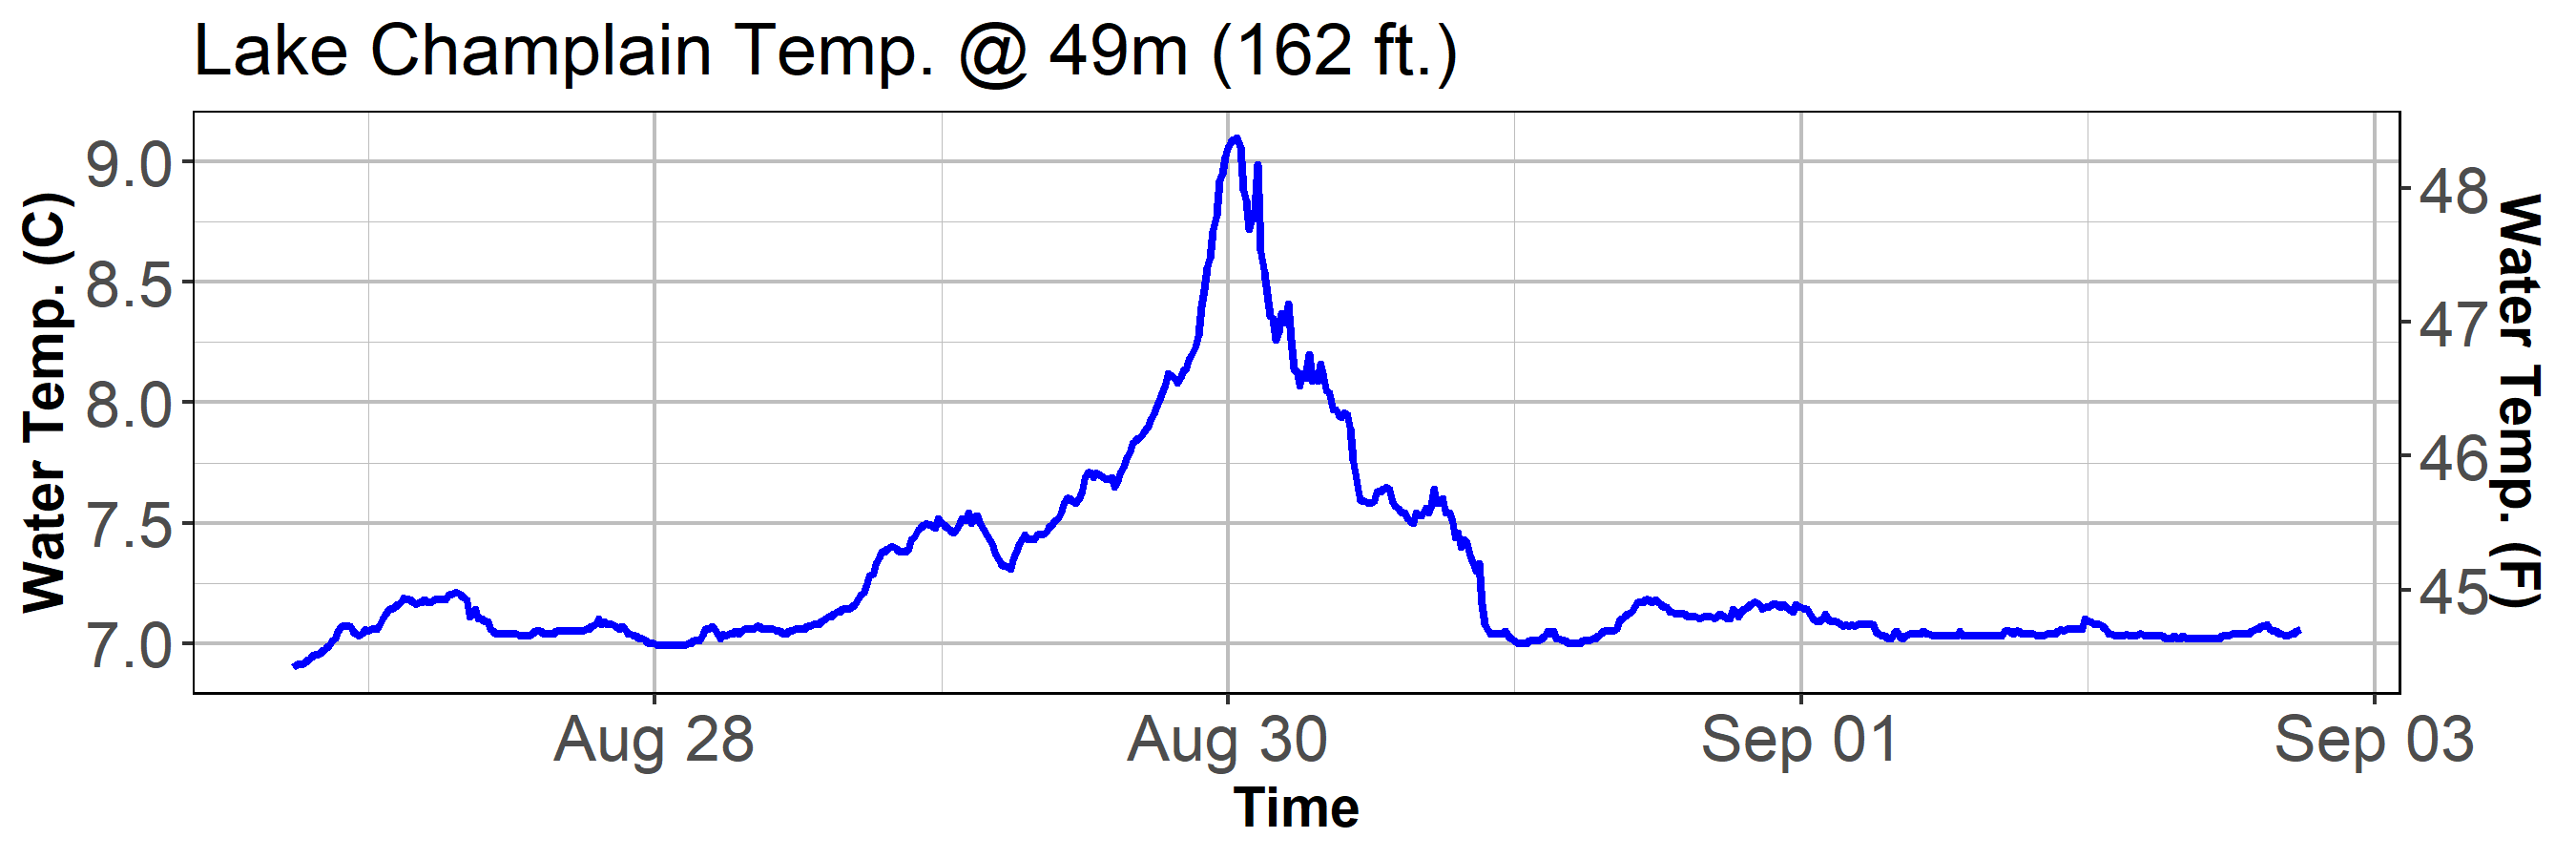 Lake Champlain Temp. @ 49m (162 ft.)
Water Temp. (C)
9.0
8.5
8.0
7.5
7.0
48
47
46
45
Water Temp. (F)
Aug 28
Aug 30
Sep 01
Sep 03
Time